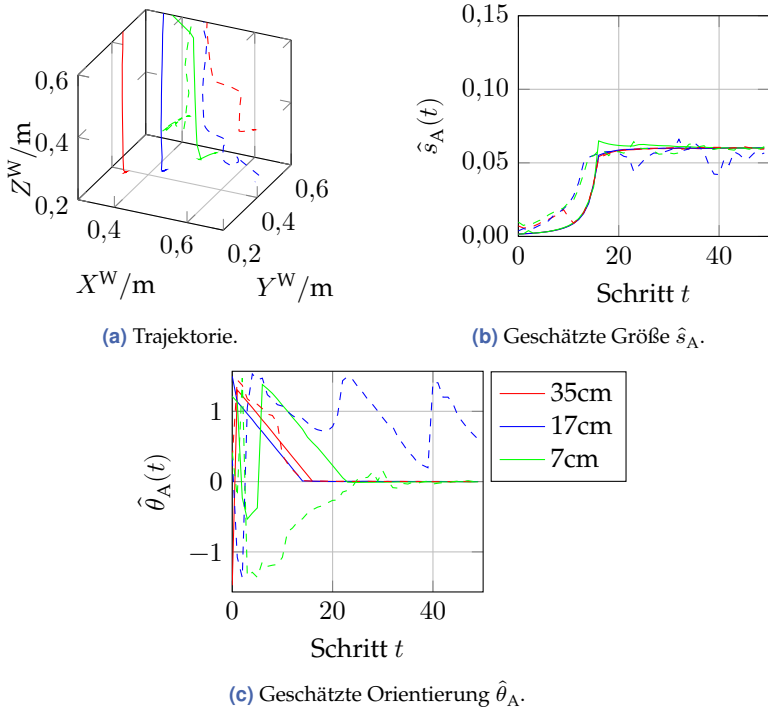 0,6
0,4
0,2
Z^W/m
0,4
0,6
X^W/m
0,2
0,4
0,6
Y^W/m
(a) Trajektorie.
0,15
0,10
0,05
0,00
ŝ_A(t)
0
20
40
Schritt t
(b) Geschätzte Größe ŝ_A.
1
0
−1
θ̂_A(t)
0
20
40
Schritt t
35cm
17cm
7cm
(c) Geschätzte Orientierung θ̂_A.